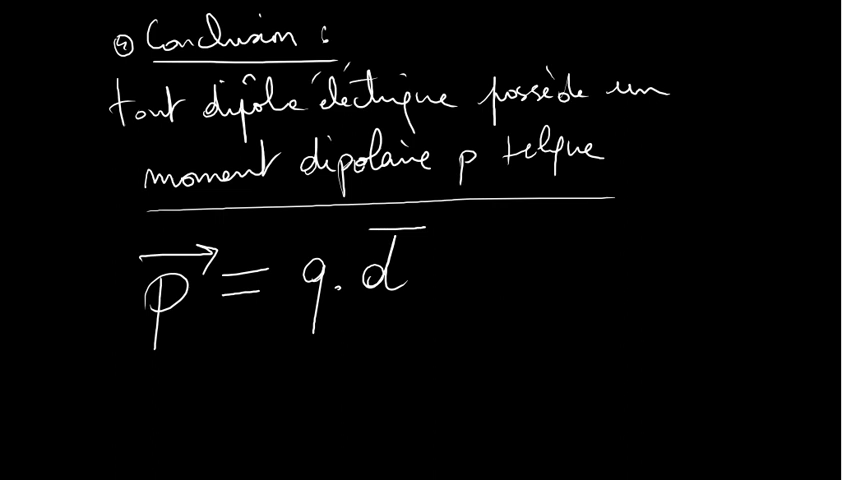 ④ Conclusion :
tout dipôle électrique possède un
moment dipolaire p telque
p⃗ = q. d̅